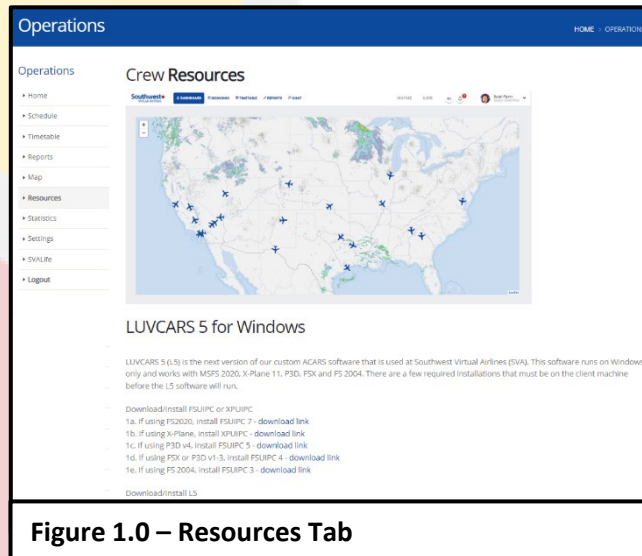 Operations
HOME > OPERATION
Operations
Home
Schedule
Timetable
Reports
Map
Resources
Statistics
Settings
SVALife
Logout
Crew Resources
Southwest
DASHBOARD
TIMETABLE
REPORTS
LUVCARS 5 for Windows
LUVCARS 5 (L5) is the next version of our custom ACARS software that is used at Southwest Virtual Airlines (SVA). This software runs on Windows
only and works with MSFS 2020, X-Plane 11, P3D, FSX and FS 2004. There are a few required installations that must be on the client machine
before the L5 software will run.
Download/Install FSUIPC or XPUIPC
1a. If using FS2020, install FSUIPC 7 - download link
1b. If using X-Plane, install XPUIPC - download link
1c. If using P3D v4, install FSUIPC 5 - download link
1d. If using FSX or P3D v1-3, install FSUIPC 4 - download link
1e. If using FS 2004, install FSUIPC 3 - download link
Download/Install L5
Figure 1.0 – Resources Tab